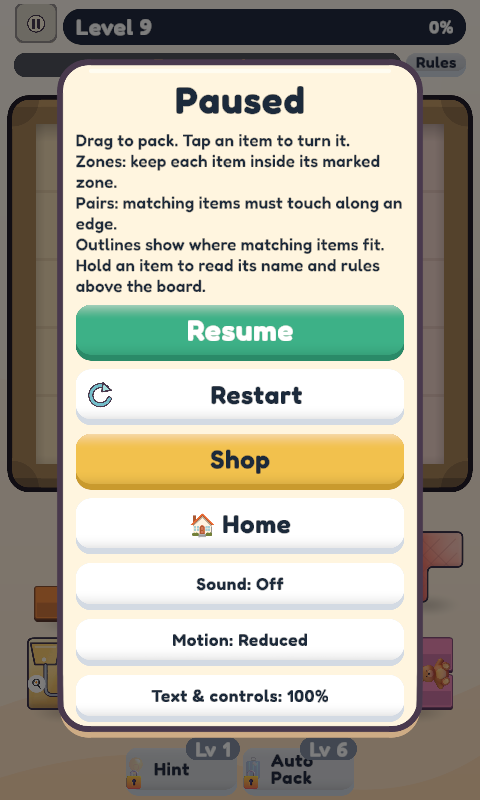 Level 9
0%
Rules
Paused
Drag to pack. Tap an item to turn it.
Zones: keep each item inside its marked
zone.
Pairs: matching items must touch along an
edge.
Outlines show where matching items fit.
Hold an item to read its name and rules
above the board.
Resume
Restart
Shop
Home
Sound: Off
Motion: Reduced
Text & controls: 100%
Lv 1
Hint
Lv 6
Auto
Pack